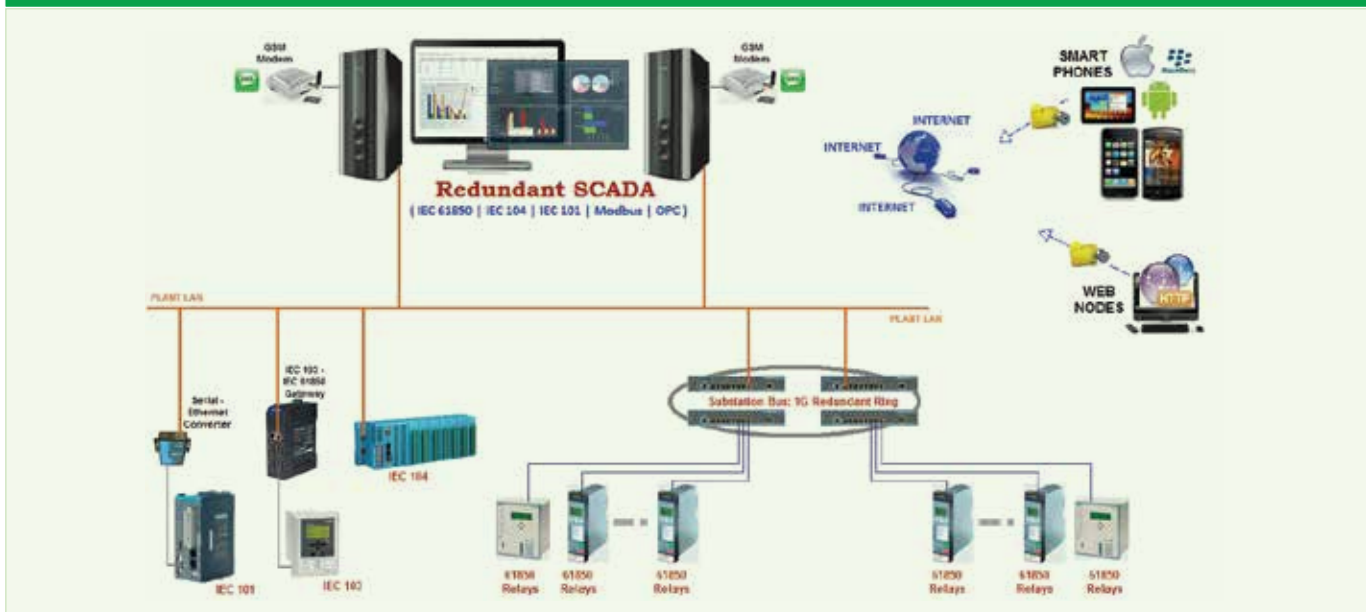 GSM
Modem
GSM
Modem
SMART
PHONES
BlackBerry
INTERNET
INTERNET
INTERNET
Redundant SCADA
( IEC 61850 | IEC 104 | IEC 101 | Modbus | OPC )
WEB
NODES
PLANT LAN
PLANT LAN
IEC 103 -
IEC 61850
Gateway
Serial -
Ethernet
Converter
Substation Bus: 1G Redundant Ring
IEC 104
IEC 101
IEC 103
61850
Relays
61850
Relays
61850
Relays
61850
Relays
61850
Relays
61850
Relays